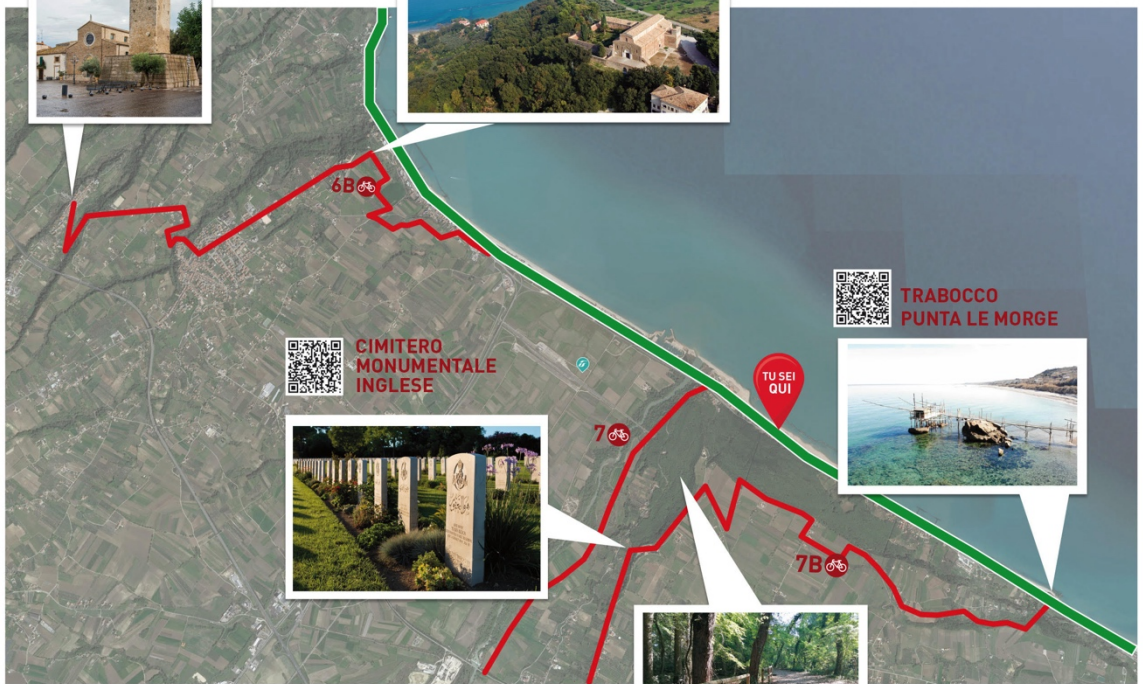 6B
TRABOCCO
PUNTA LE MORGE
CIMITERO
MONUMENTALE
INGLESE
TU SEI
QUI
7
7B